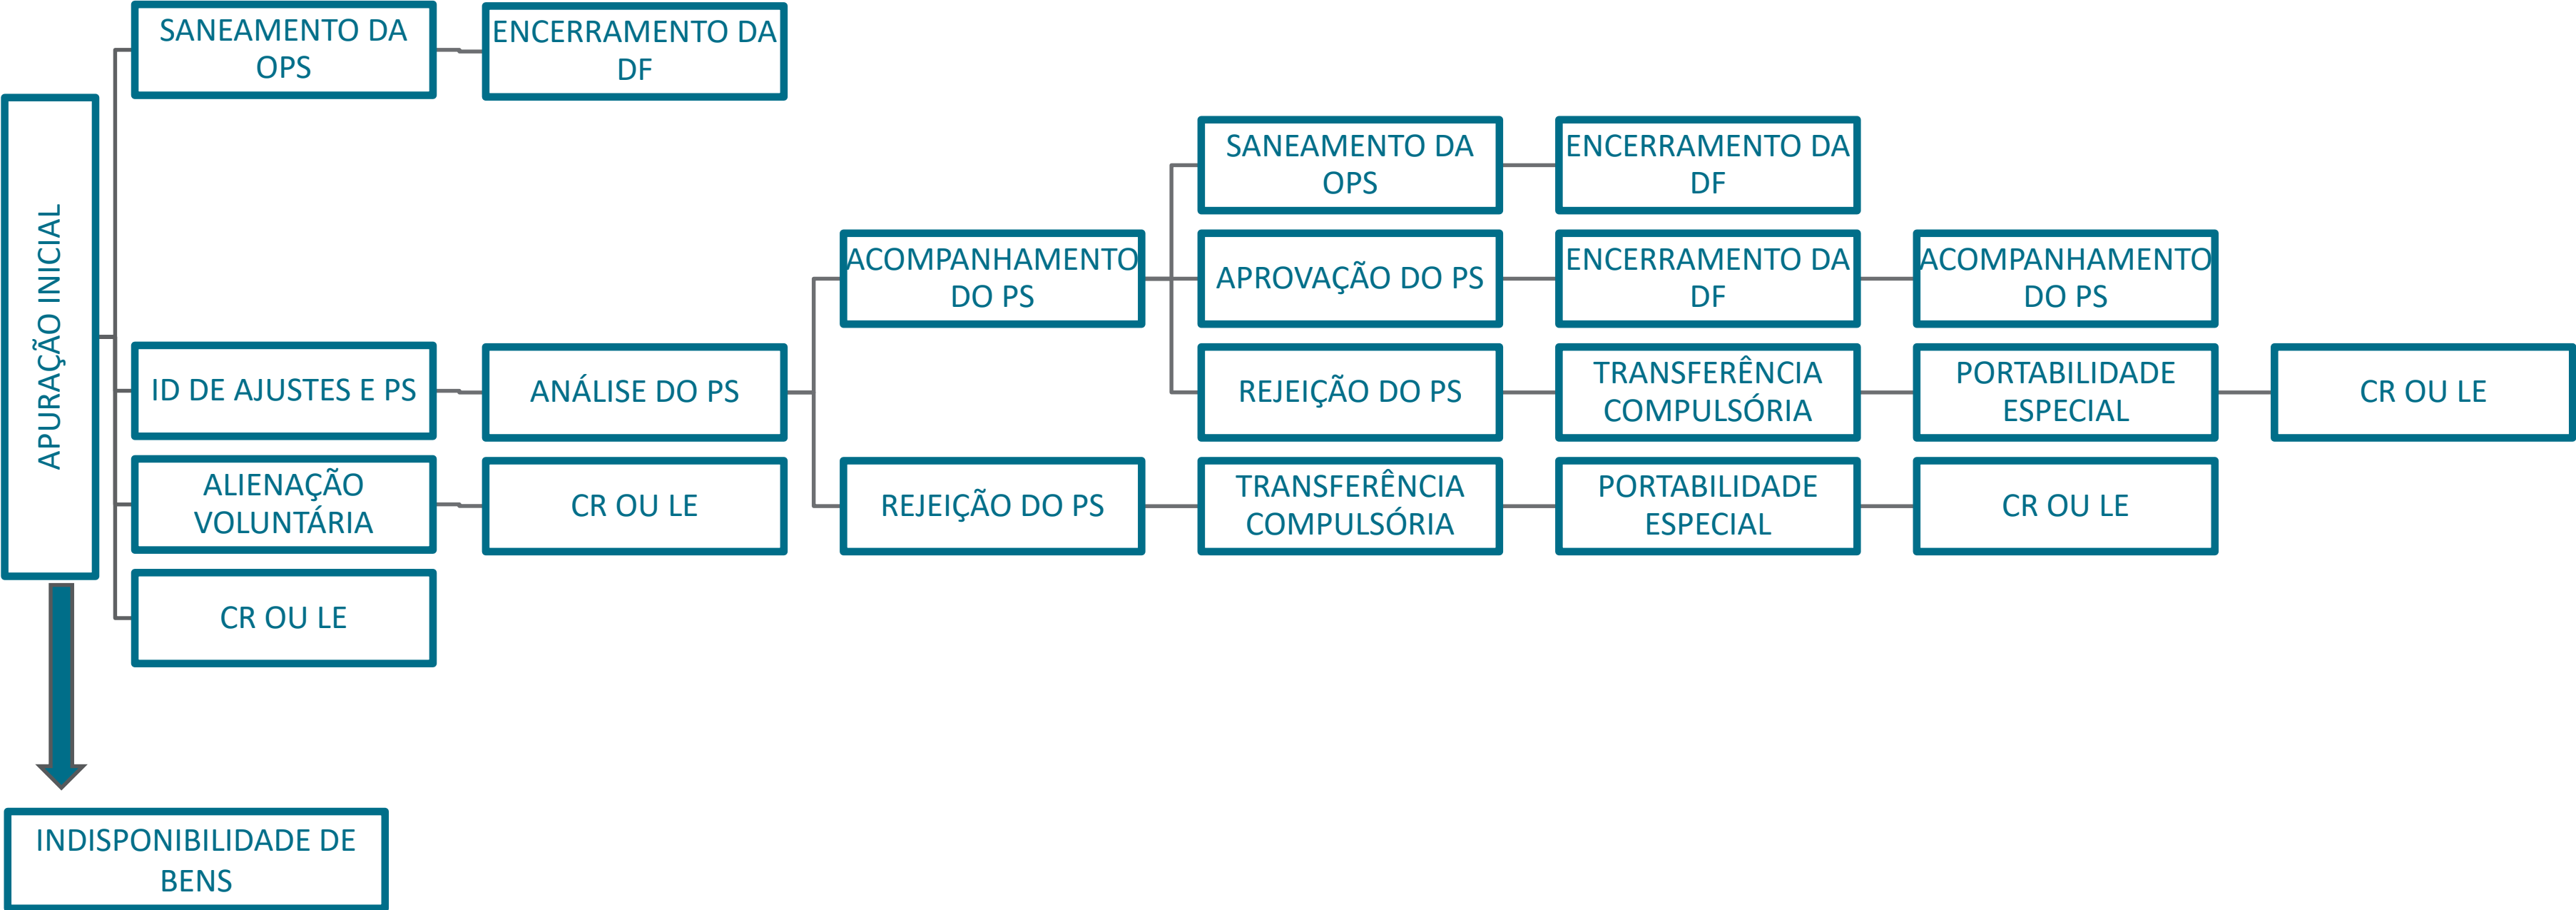 SANEAMENTO DA
OPS
ENCERRAMENTO DA
DF
APURAÇÃO INICIAL
SANEAMENTO DA
OPS
ENCERRAMENTO DA
DF
ACOMPANHAMENTO
DO PS
APROVAÇÃO DO PS
ENCERRAMENTO DA
DF
ACOMPANHAMENTO
DO PS
ID DE AJUSTES E PS
ANÁLISE DO PS
REJEIÇÃO DO PS
TRANSFERÊNCIA
COMPULSÓRIA
PORTABILIDADE
ESPECIAL
CR OU LE
ALIENAÇÃO
VOLUNTÁRIA
CR OU LE
REJEIÇÃO DO PS
TRANSFERÊNCIA
COMPULSÓRIA
PORTABILIDADE
ESPECIAL
CR OU LE
CR OU LE
INDISPONIBILIDADE DE
BENS